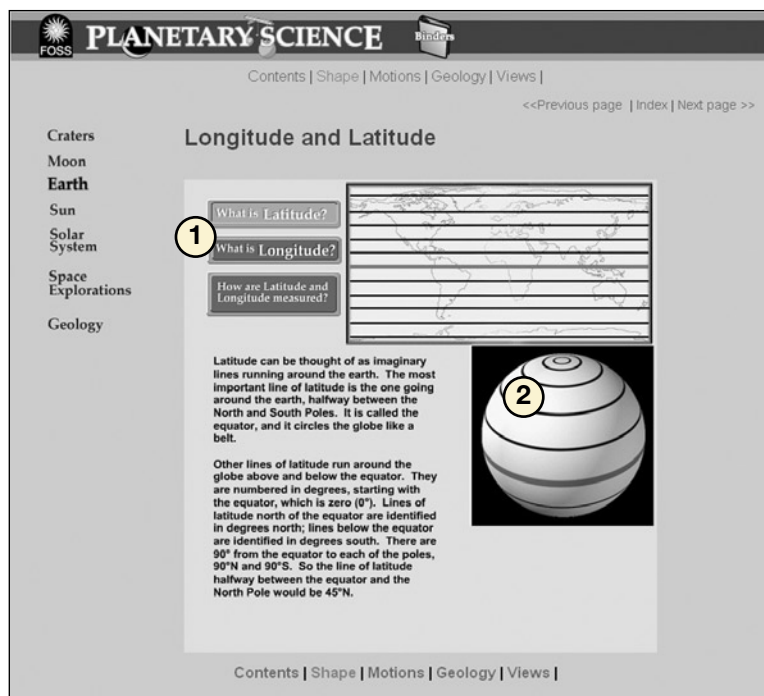 FOSS
PLANETARY SCIENCE
Binders
Contents | Shape | Motions | Geology | Views |
<<Previous page | Index | Next page >>
Craters
Moon
Earth
Sun
Solar
System
Space
Explorations
Geology
Longitude and Latitude
What is Latitude?
1
What is Longitude?
How are Latitude and
Longitude measured?
Latitude can be thought of as imaginary
lines running around the earth. The most
important line of latitude is the one going
around the earth, halfway between the
North and South Poles. It is called the
equator, and it circles the globe like a
belt.
2
Other lines of latitude run around the
globe above and below the equator. They
are numbered in degrees, starting with
the equator, which is zero (0°). Lines of
latitude north of the equator are identified
in degrees north; lines below the equator
are identified in degrees south. There are
90° from the equator to each of the poles,
90°N and 90°S. So the line of latitude
halfway between the equator and the
North Pole would be 45°N.
Contents | Shape | Motions | Geology | Views |